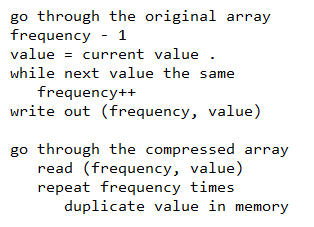 go through the original array
frequency - 1
value = current value .
while next value the same
frequency++
write out (frequency, value)
go through the compressed array
read (frequency, value)
repeat frequency times
duplicate value in memory